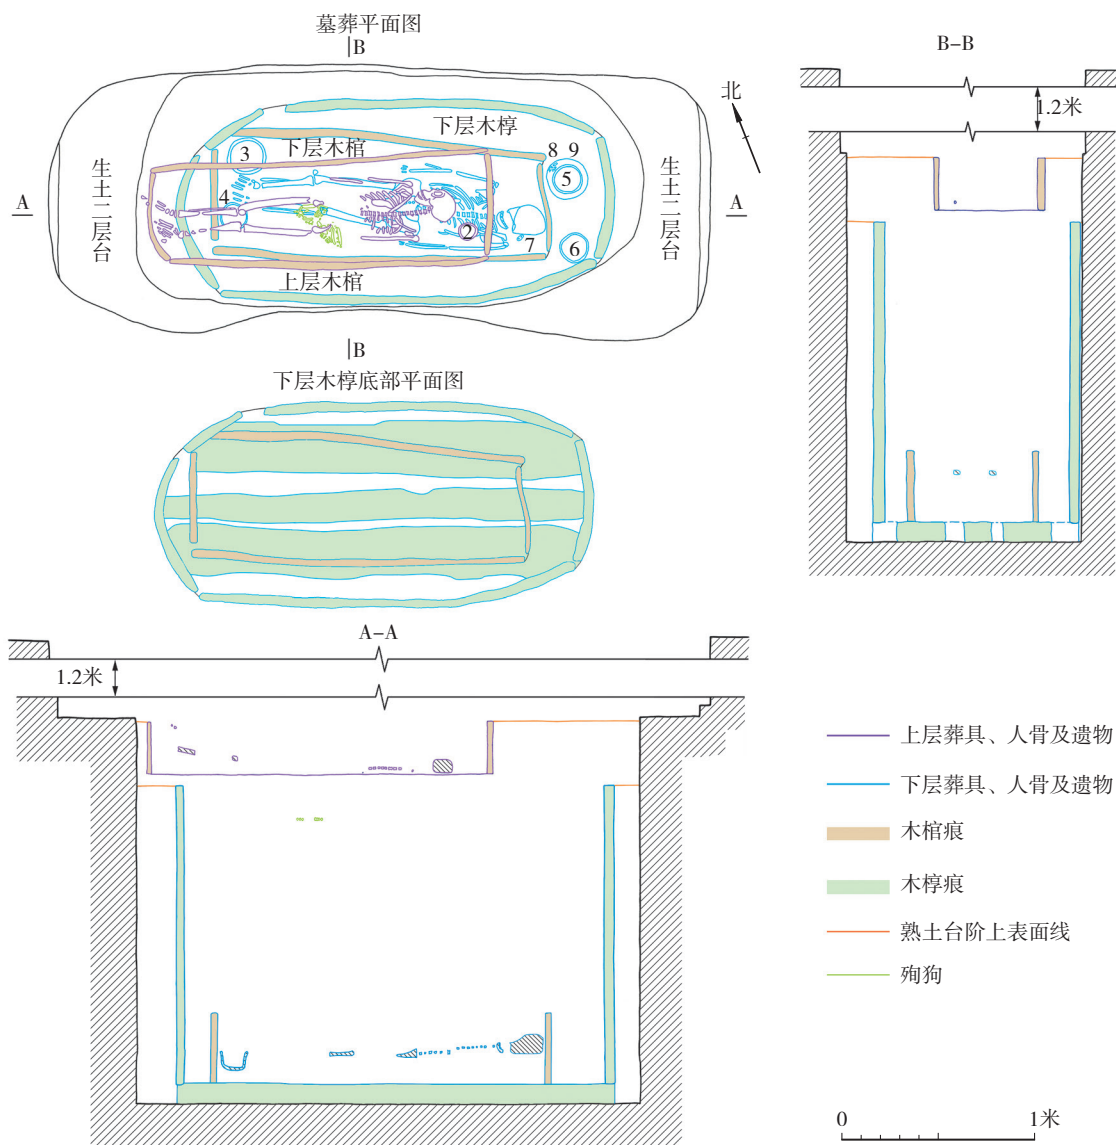 墓葬平面图
B
B-B
北
1.2米
下层木椁
下层木棺
8 9
3
5
生土二层台
生土二层台
A
A
4
2
7
6
上层木棺
B
下层木椁底部平面图
A-A
1.2米
上层葬具、人骨及遗物
下层葬具、人骨及遗物
木棺痕
木椁痕
熟土台阶上表面线
殉狗
0
1米